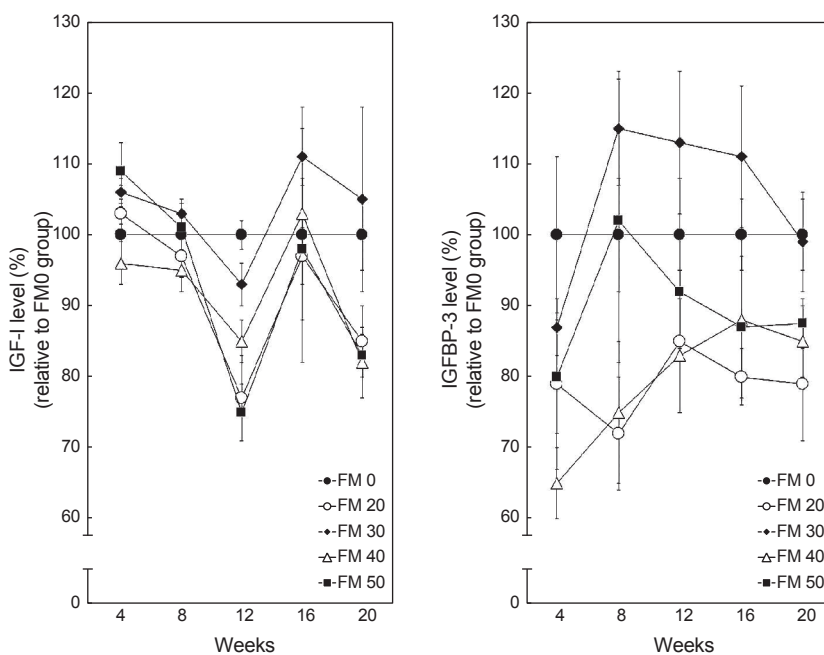 130
120
110
100
90
80
70
60
0
IGF-I level (%)
(relative to FM0 group)
4 8 12 16 20
Weeks
FM 0
FM 20
FM 30
FM 40
FM 50
130
120
110
100
90
80
70
60
0
IGFBP-3 level (%)
(relative to FM0 group)
4 8 12 16 20
Weeks
FM 0
FM 20
FM 30
FM 40
FM 50